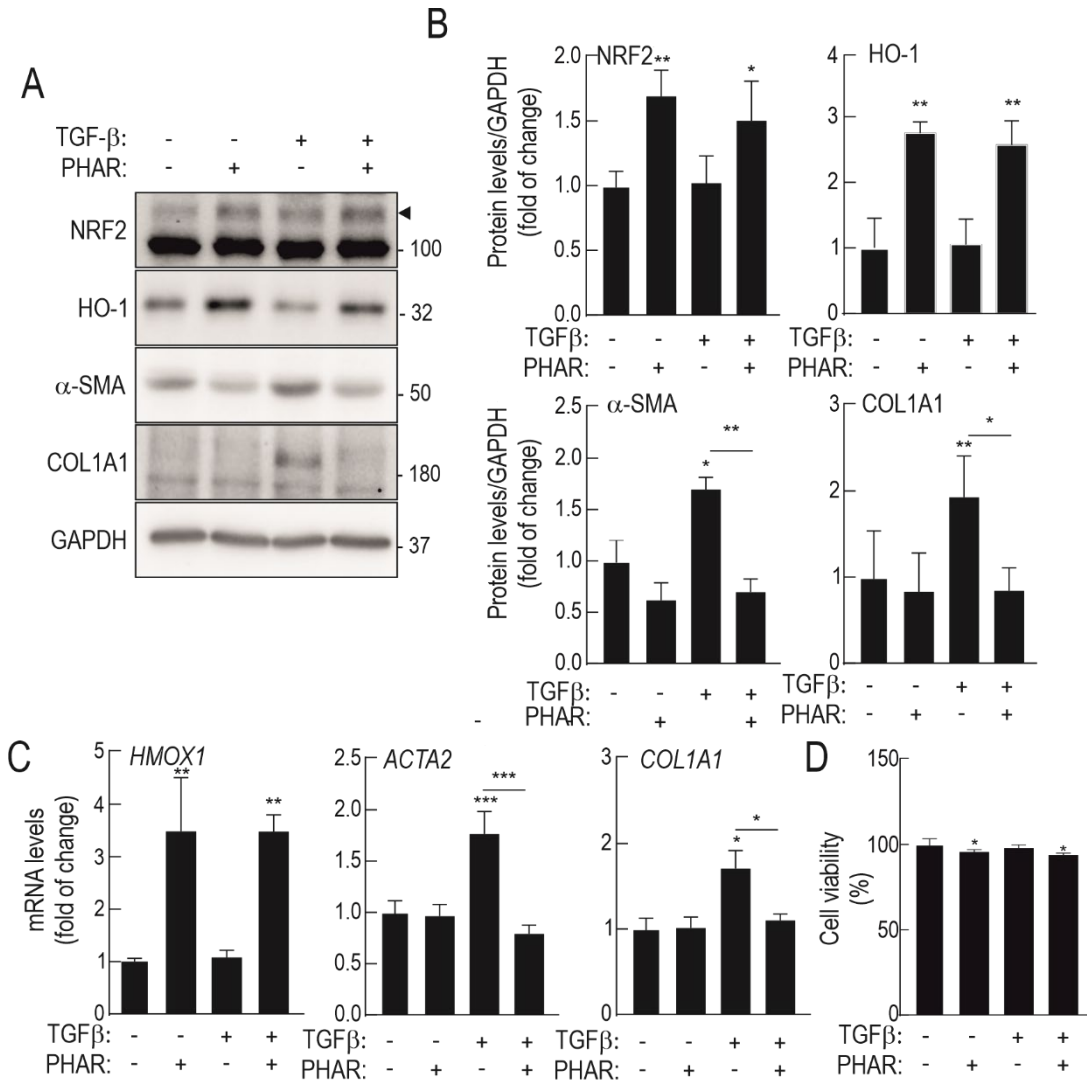 A
TGF-β: - - + +
PHAR: - + - +
NRF2
- 100
HO-1
- 32
α-SMA
- 50
COL1A1
180
GAPDH
- 37
B
NRF2
Protein levels/GAPDH
(fold of change)
2.0
1.5
1.0
0.5
0.0
** *
TGFβ: - - + +
PHAR: - + - +
HO-1
4
3
2
1
0
** **
TGFβ: - - + +
PHAR: - + - +
α-SMA
Protein levels/GAPDH
(fold of change)
2.5
2.0
1.5
1.0
0.5
0.0
**
*
TGFβ: - - + +
PHAR: - + - +
COL1A1
3
2
1
0
*
**
TGFβ: - - + +
PHAR: - + - +
C
HMOX1
mRNA levels
(fold of change)
5
4
3
2
1
0
** **
TGFβ: - - + +
PHAR: - + - +
ACTA2
2.5
2.0
1.5
1.0
0.5
0.0
***
***
TGFβ: - - + +
PHAR: - + - +
COL1A1
3
2
1
0
*
*
TGFβ: - - + +
PHAR: - + - +
D
Cell viability
(%)
150
100
50
0
* *
TGFβ: - - + +
PHAR: - + - +